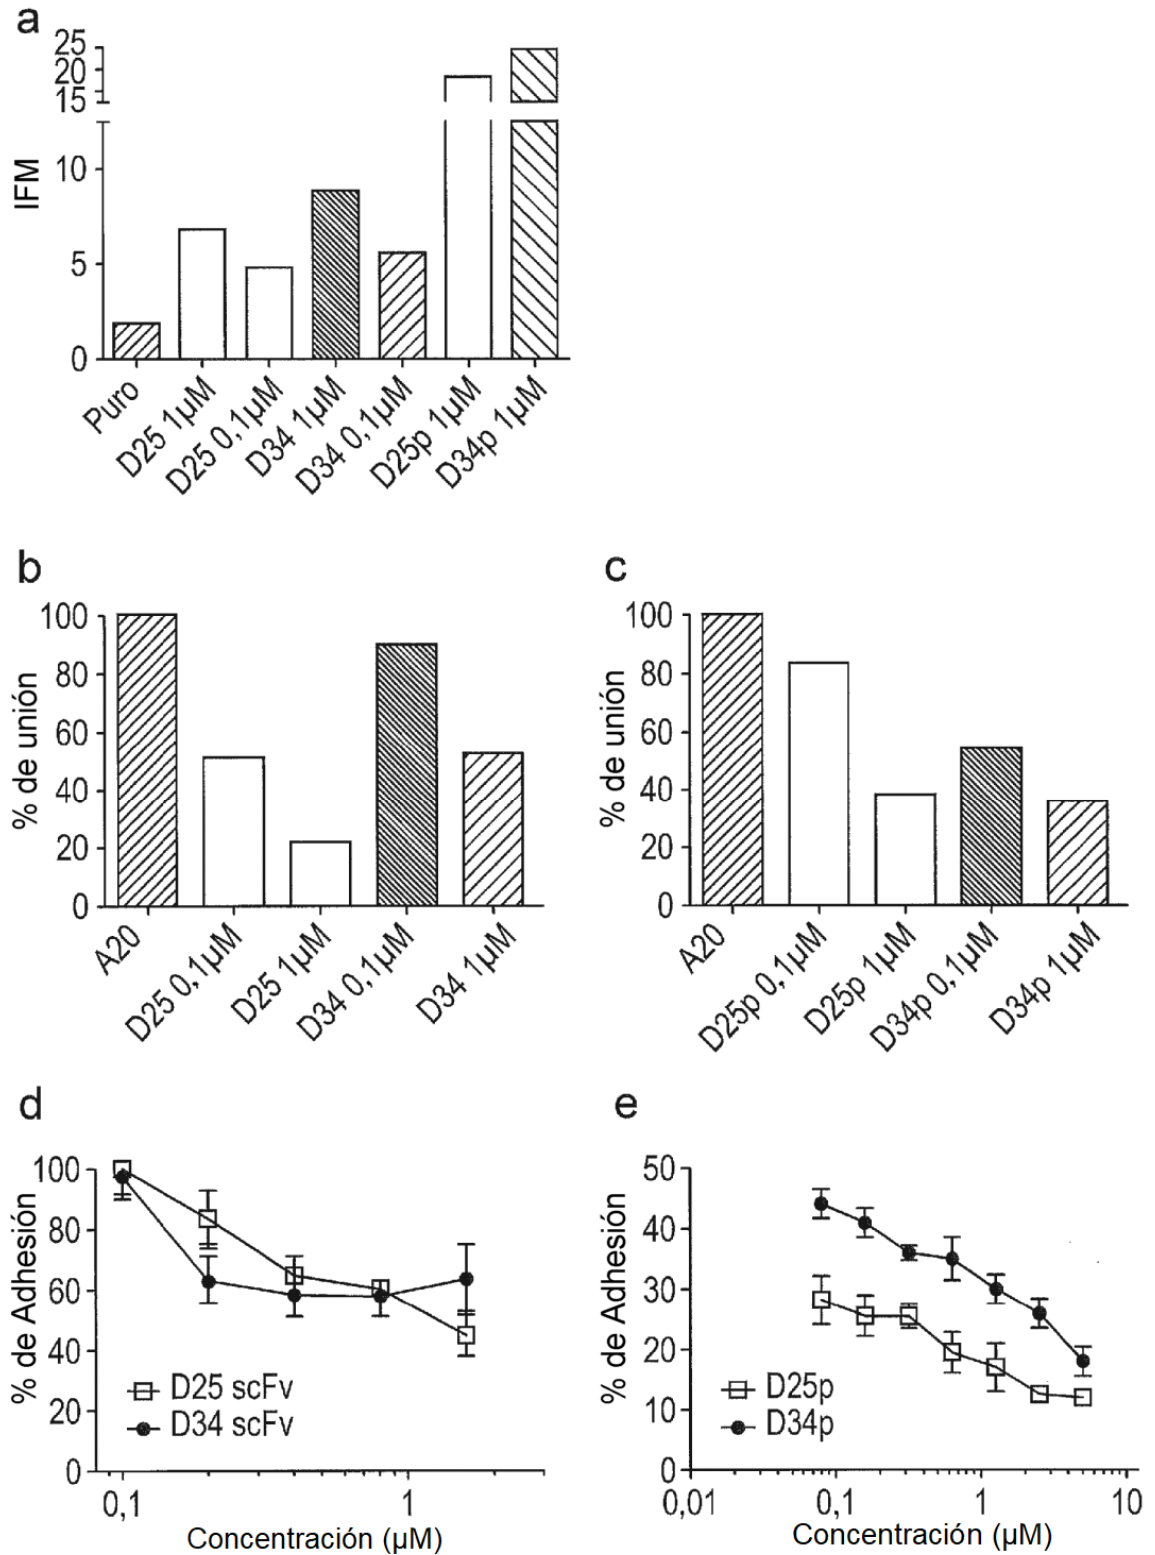 a
25
20
15
10
5
0
IFM
Puro
D25 1µM
D25 0,1µM
D34 1µM
D34 0,1µM
D25p 1µM
D34p 1µM
b
100
80
60
40
20
0
% de unión
A20
D25 0,1µM
D25 1µM
D34 0,1µM
D34 1µM
c
100
80
60
40
20
0
% de unión
A20
D25p 0,1µM
D25p 1µM
D34p 0,1µM
D34p 1µM
d
100
80
60
40
20
0
% de Adhesión
D25 scFv
D34 scFv
0,1
1
Concentración (µM)
e
50
40
30
20
10
0
% de Adhesión
D25p
D34p
0,01
0,1
1
10
Concentración (µM)